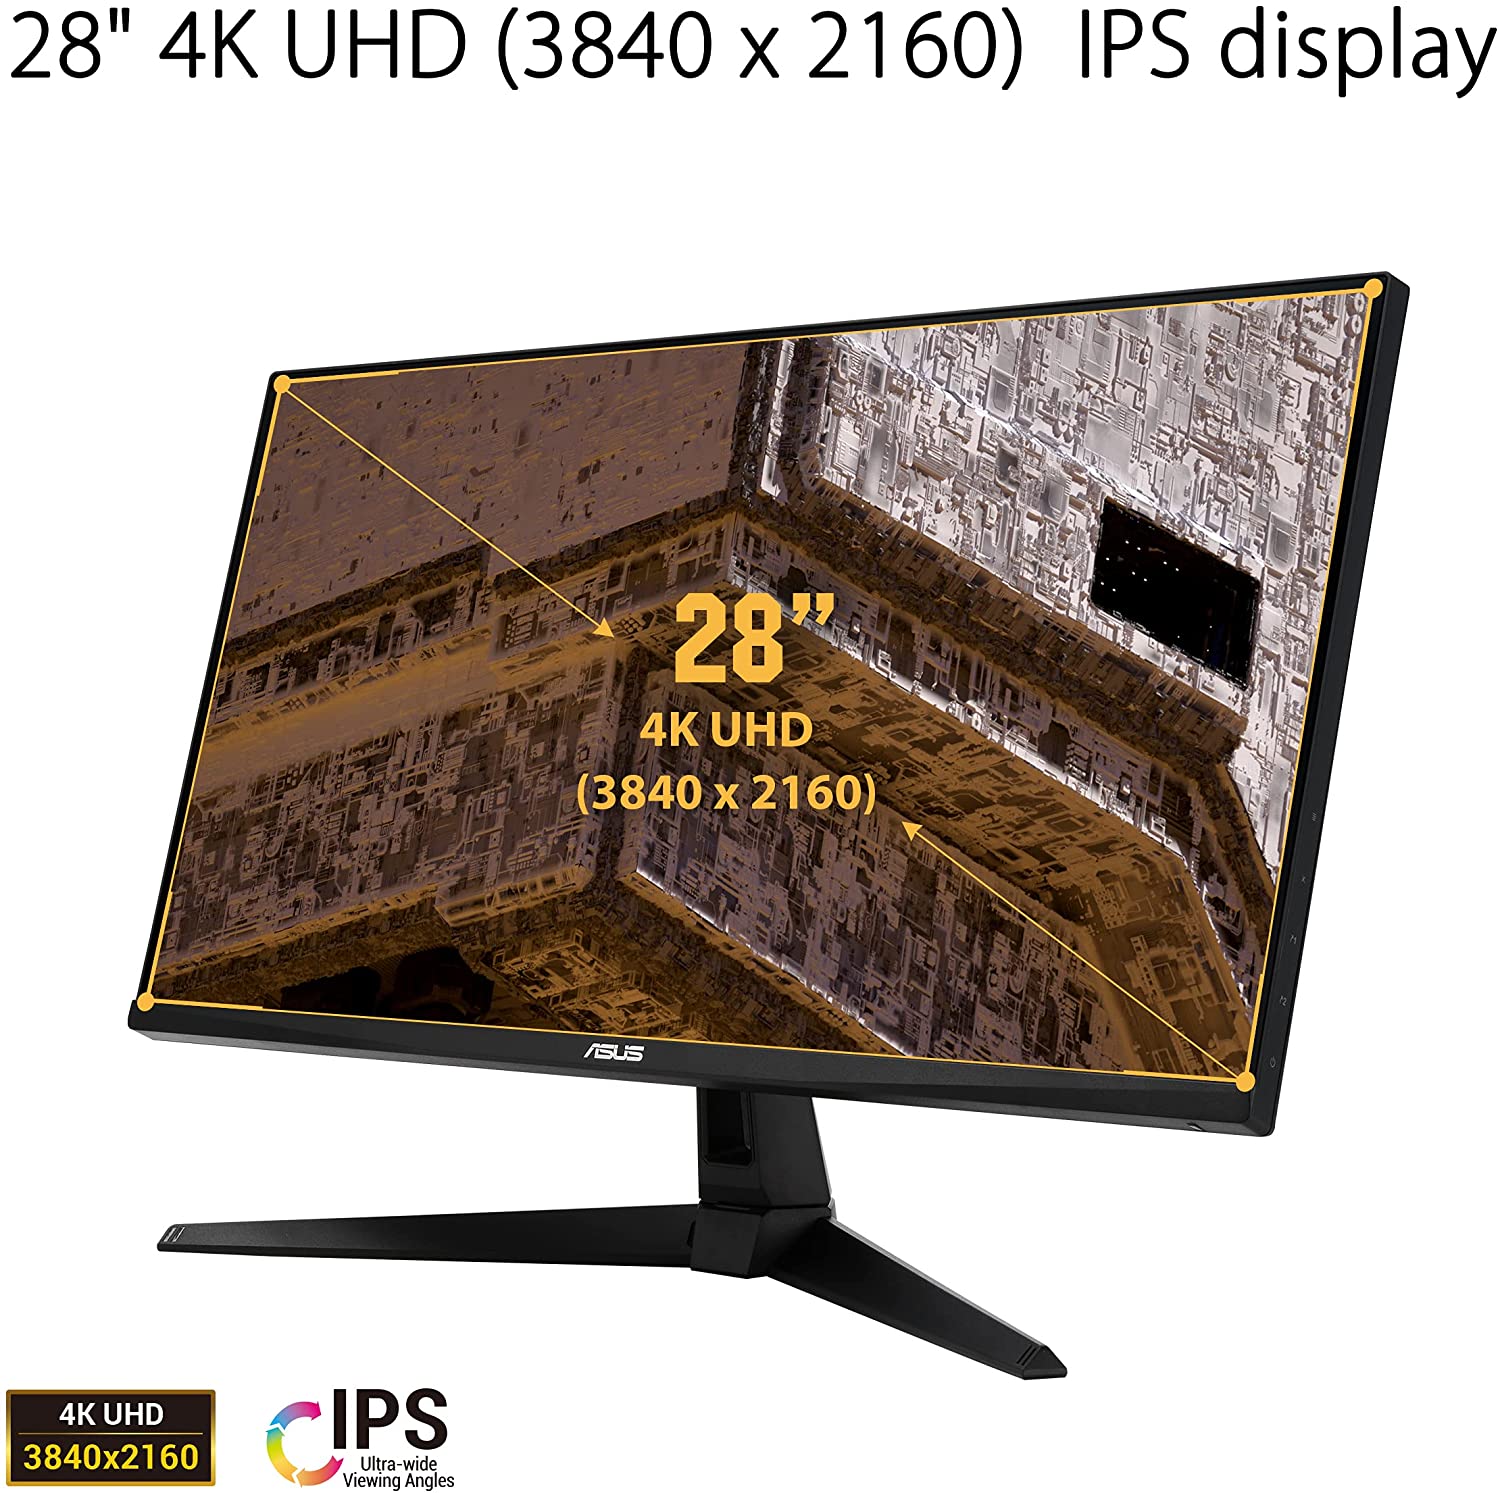 28" 4K UHD (3840 x 2160) IPS display
28”
4K UHD
(3840 x 2160)
ASUS
4K UHD
3840x2160
IPS
Ultra-wide
Viewing Angles